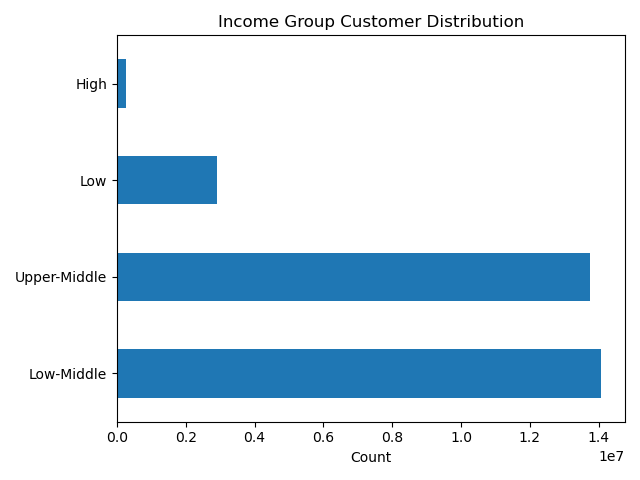 Income Group Customer Distribution
High
Low
Upper-Middle
Low-Middle
0.0 0.2 0.4 0.6 0.8 1.0 1.2 1.4
1e7
Count